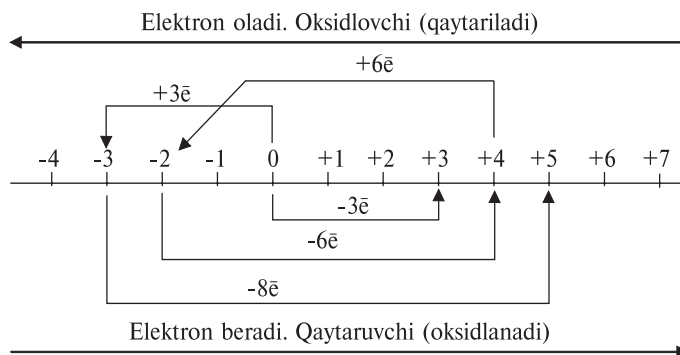 Elektron oladi. Oksidlovchi (qaytariladi)
+6ē
+3ē
-4 -3 -2 -1 0 +1 +2 +3 +4 +5 +6 +7
-3ē
-6ē
-8ē
Elektron beradi. Qaytaruvchi (oksidlanadi)